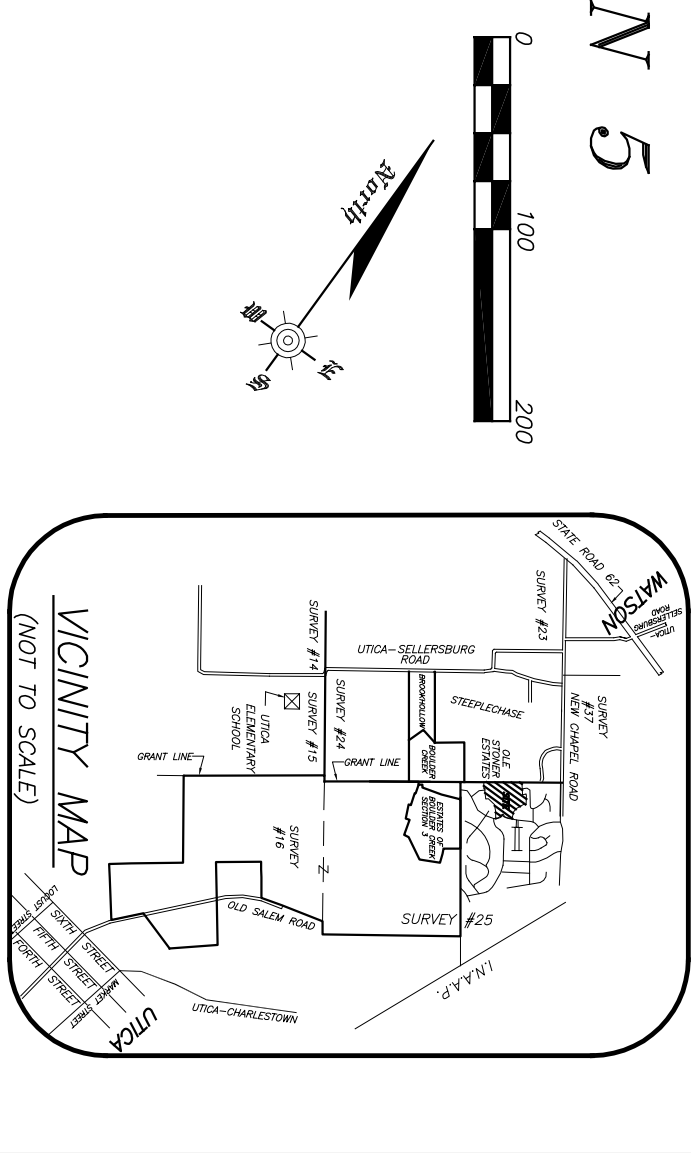 N 5
0
100
200
North
W
E
S
STATE ROAD 62
WATSON
UTICA-
SELLERSBURG
ROAD
SURVEY #23
SURVEY
#37
NEW CHAPEL ROAD
UTICA-SELLERSBURG
ROAD
STEEPLECHASE
OLE
STONER
ESTATES
SITE
BROOKHOLLOW
BOULDER
CREEK
ESTATES OF
BOULDER CREEK
SECTION 3
SURVEY #14
SURVEY #15
SURVEY #24
UTICA
ELEMENTARY
SCHOOL
GRANT LINE
GRANT LINE
SURVEY
#16
Z
SURVEY #25
OLD SALEM ROAD
I.N.A.A.P.
UTICA-CHARLESTOWN
LOCUST STREET
SIXTH STREET
FIFTH STREET
FORTH STREET
MARKET STREET
UTICA
VICINITY MAP
(NOT TO SCALE)